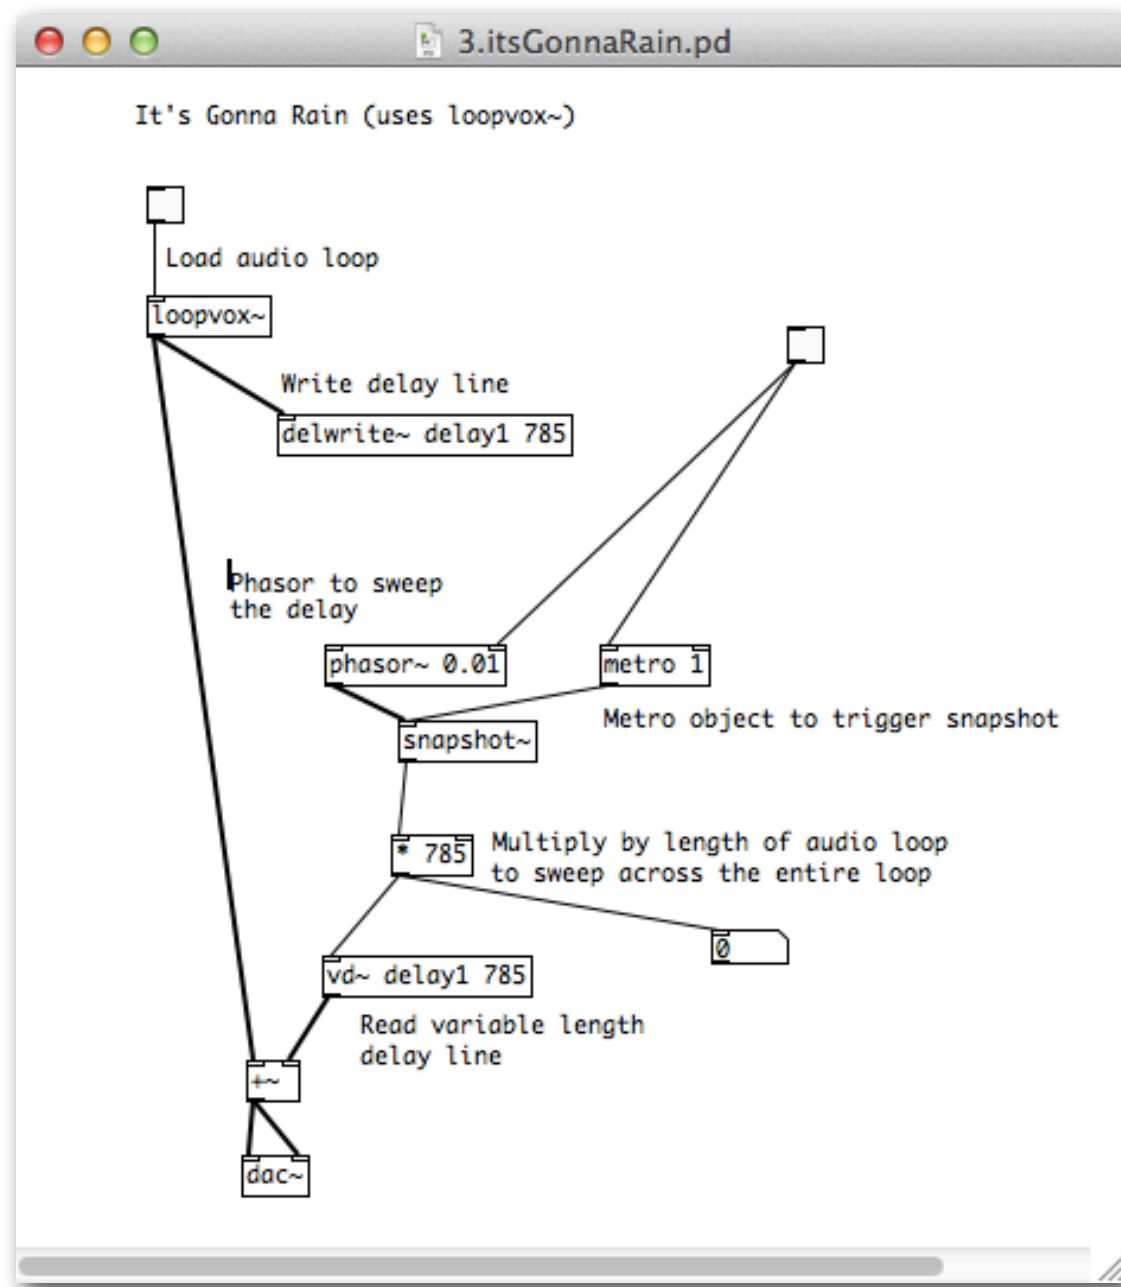 3.itsGonnaRain.pd
It's Gonna Rain (uses loopvox~)
Load audio loop
loopvox~
Write delay line
delwrite~ delay1 785
Phasor to sweep
the delay
phasor~ 0.01
metro 1
Metro object to trigger snapshot
snapshot~
* 785
Multiply by length of audio loop
to sweep across the entire loop
0
vd~ delay1 785
Read variable length
delay line
+~
dac~